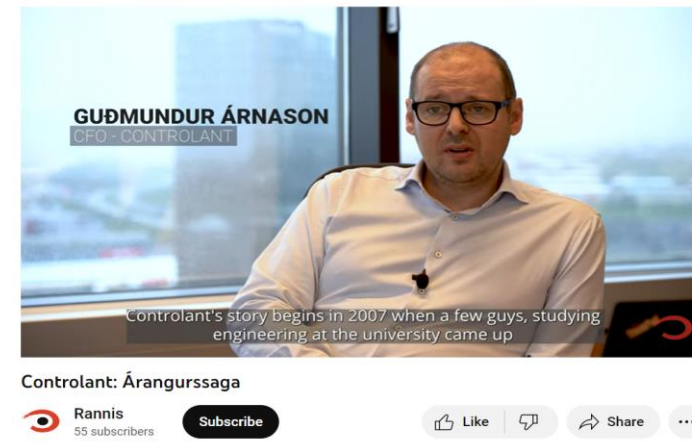 GUÐMUNDUR ÁRNASON
CFO - CONTROLANT
Controlant's story begins in 2007 when a few guys, studying
engineering at the university came up
Controlant: Árangurssaga
Rannis
55 subscribers
Subscribe
Like
Share